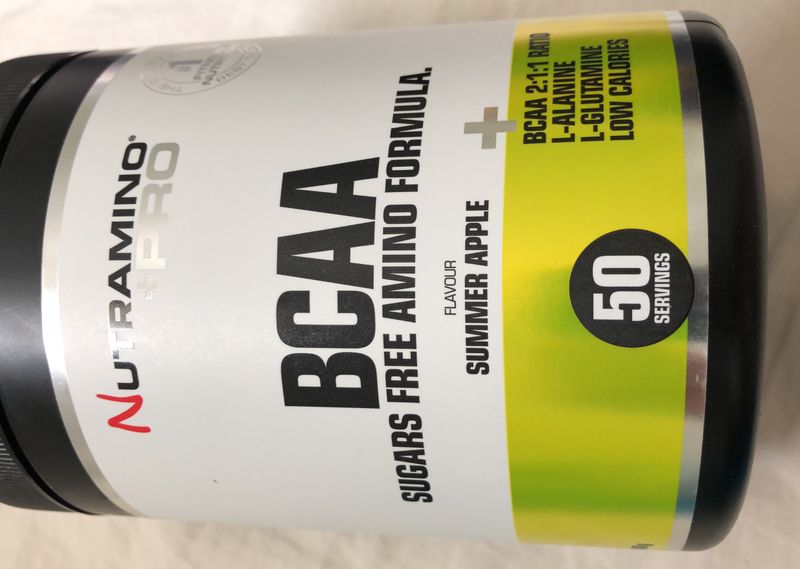 NUTRAMINO®
+PRO
BCAA
SUGARS FREE AMINO FORMULA.
FLAVOUR
SUMMER APPLE
+
BCAA 2:1:1 RATIO
L-ALANINE
L-GLUTAMINE
LOW CALORIES
50
SERVINGS